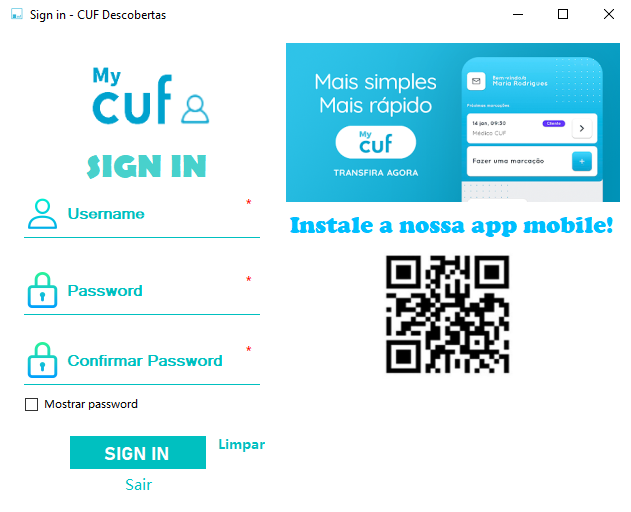 Sign in - CUF Descobertas
My
cuf
SIGN IN
Username *
Password *
Confirmar Password *
Mostrar password
SIGN IN
Limpar
Sair
Mais simples
Mais rápido
My
cuf
TRANSFIRA AGORA
Bem-vindo/a
Maria Rodrigues
Próximas marcações
14 jan, 09:30
Cliente
Médico CUF
Fazer uma marcação
+
Instale a nossa app mobile!